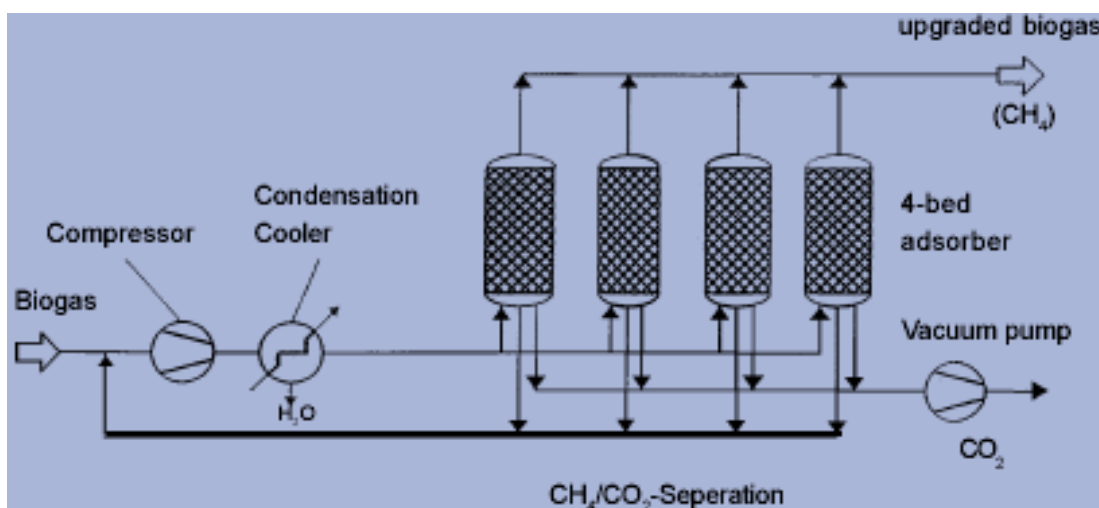 upgraded biogas
(CH₄)
Condensation
Cooler
Compressor
4-bed
adsorber
Biogas
Vacuum pump
H₂O
CO₂
CH₄/CO₂-Seperation